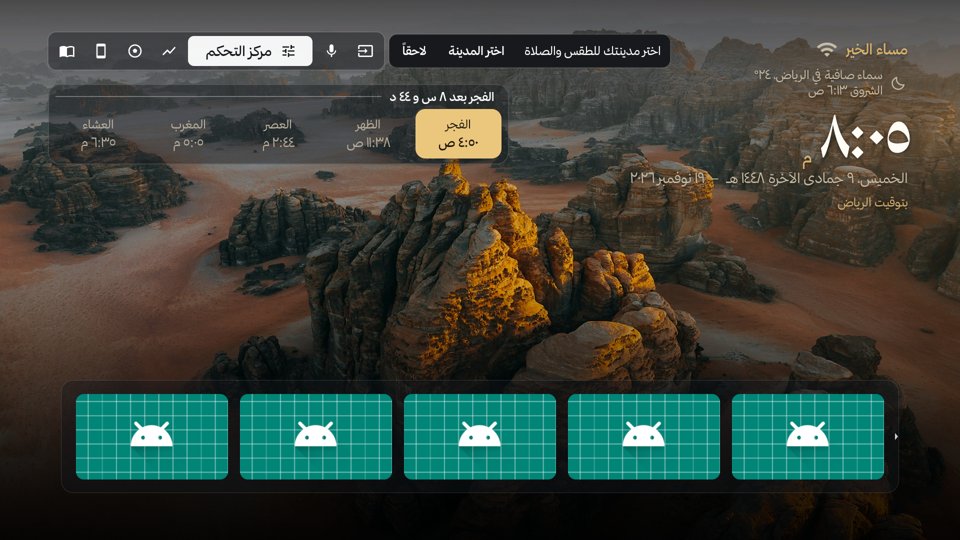 مساء الخير
سماء صافية في الرياض، ٢٤°
الشروق ٦:١٣ ص
٨:٠٥ م
الخميس، ٩ جمادى الآخرة ١٤٤٨ هـ — ١٩ نوفمبر ٢٠٢٦
بتوقيت الرياض
اختر مدينتك للطقس والصلاة اختر المدينة لاحقاً
مركز التحكم
الفجر بعد ٨ س و ٤٤ د
الفجر الظهر العصر المغرب العشاء
٤:٥٠ ص ١١:٣٨ ص ٢:٤٤ م ٥:٠٥ م ٦:٣٥ م